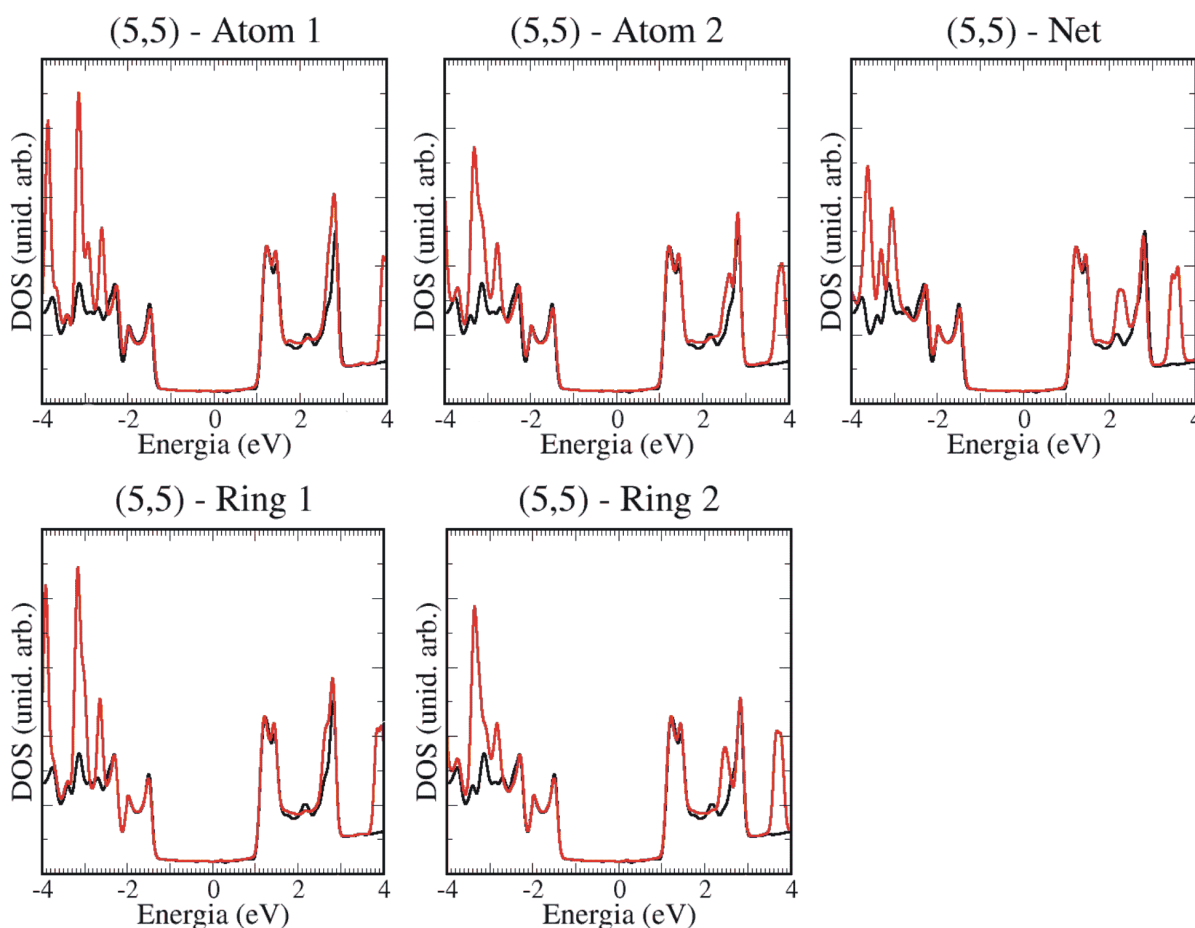 (5,5) - Atom 1
(5,5) - Atom 2
(5,5) - Net
DOS (unid. arb.)
DOS (unid. arb.)
DOS (unid. arb.)
-4 -2 0 2 4
-4 -2 0 2 4
-4 -2 0 2 4
Energia (eV)
Energia (eV)
Energia (eV)
(5,5) - Ring 1
(5,5) - Ring 2
DOS (unid. arb.)
DOS (unid. arb.)
-4 -2 0 2 4
-4 -2 0 2 4
Energia (eV)
Energia (eV)